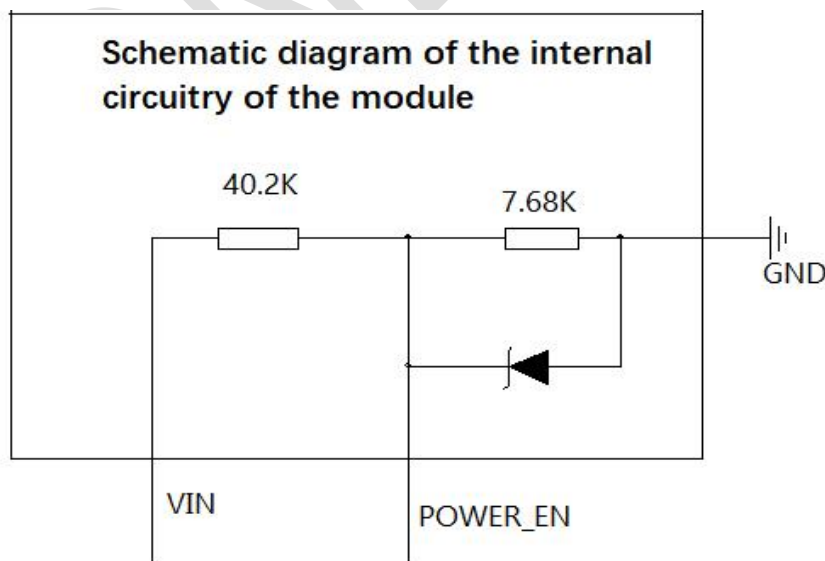 Schematic diagram of the internal
circuitry of the module
40.2K
7.68K
GND
VIN
POWER_EN